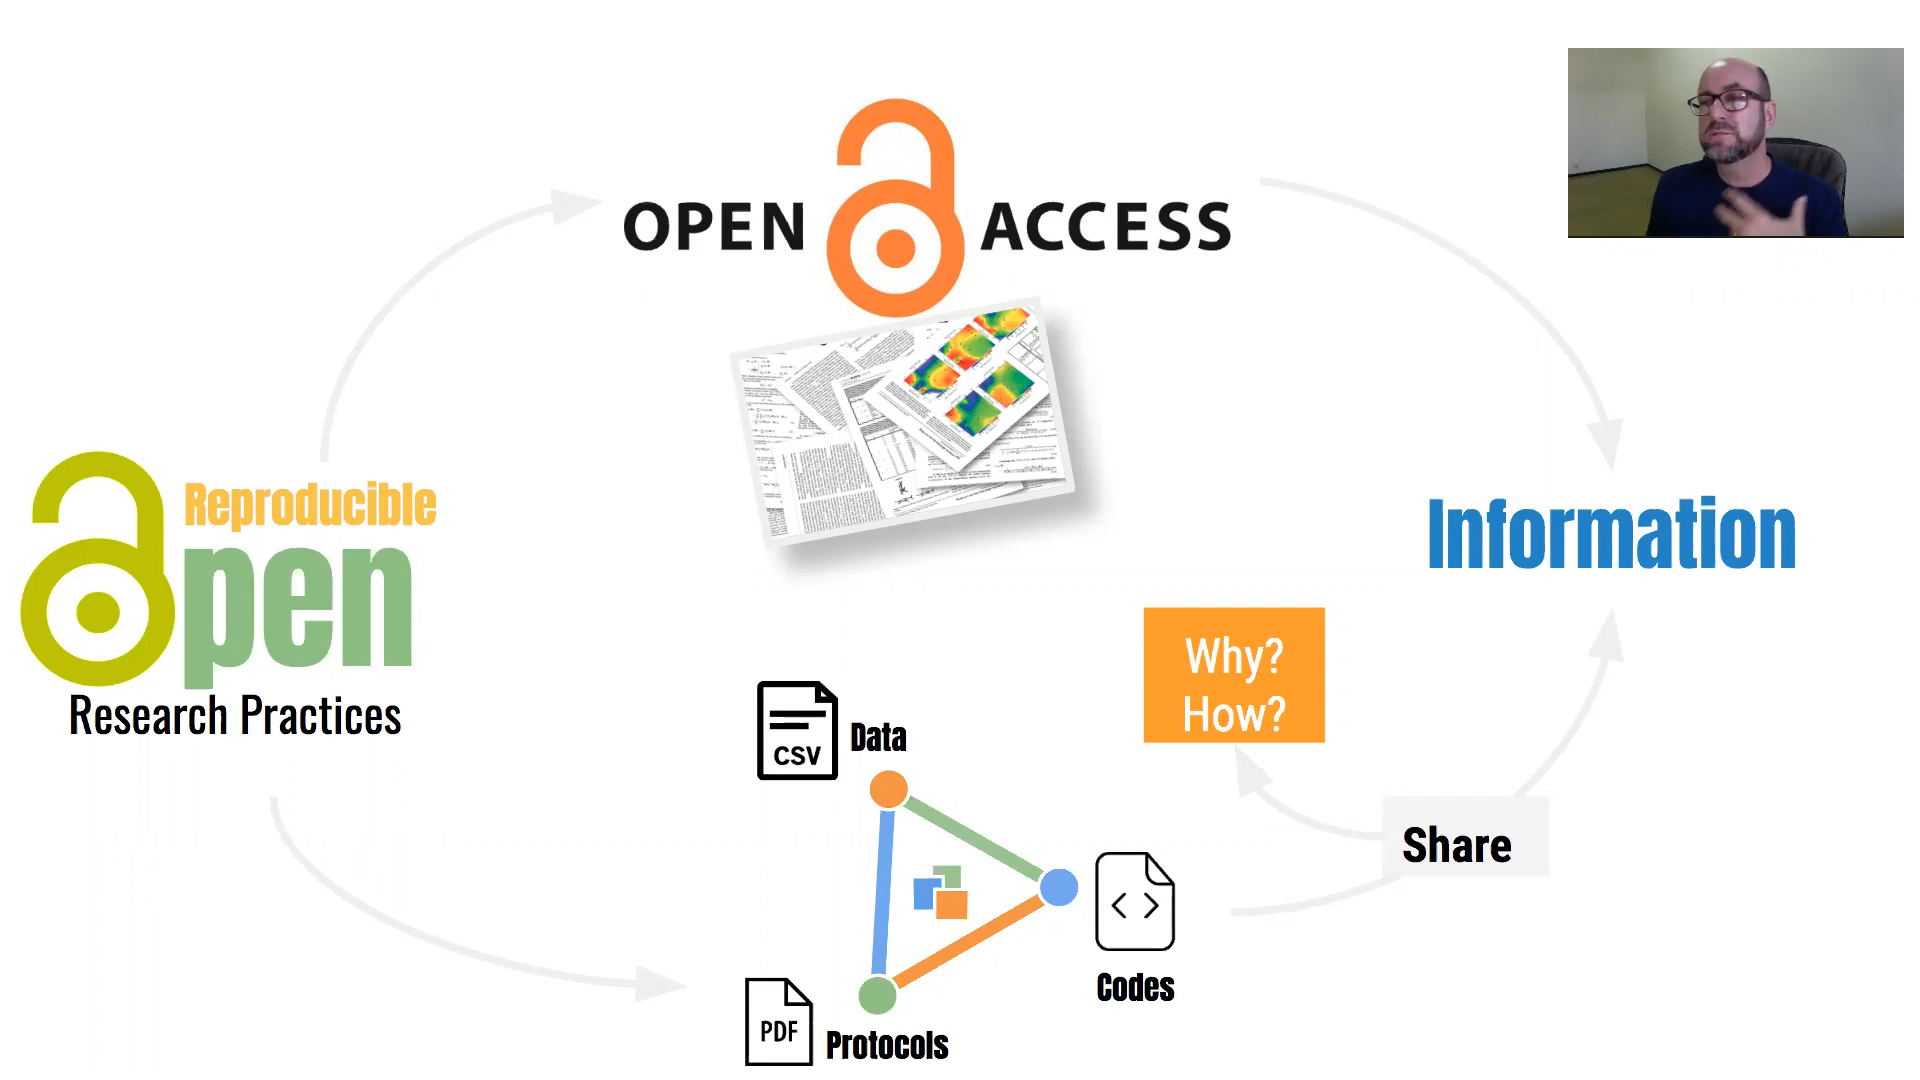 OPEN ACCESS
Reproducible
Open
Research Practices
Information
Why?
How?
CSV
Data
Share
Codes
PDF
Protocols